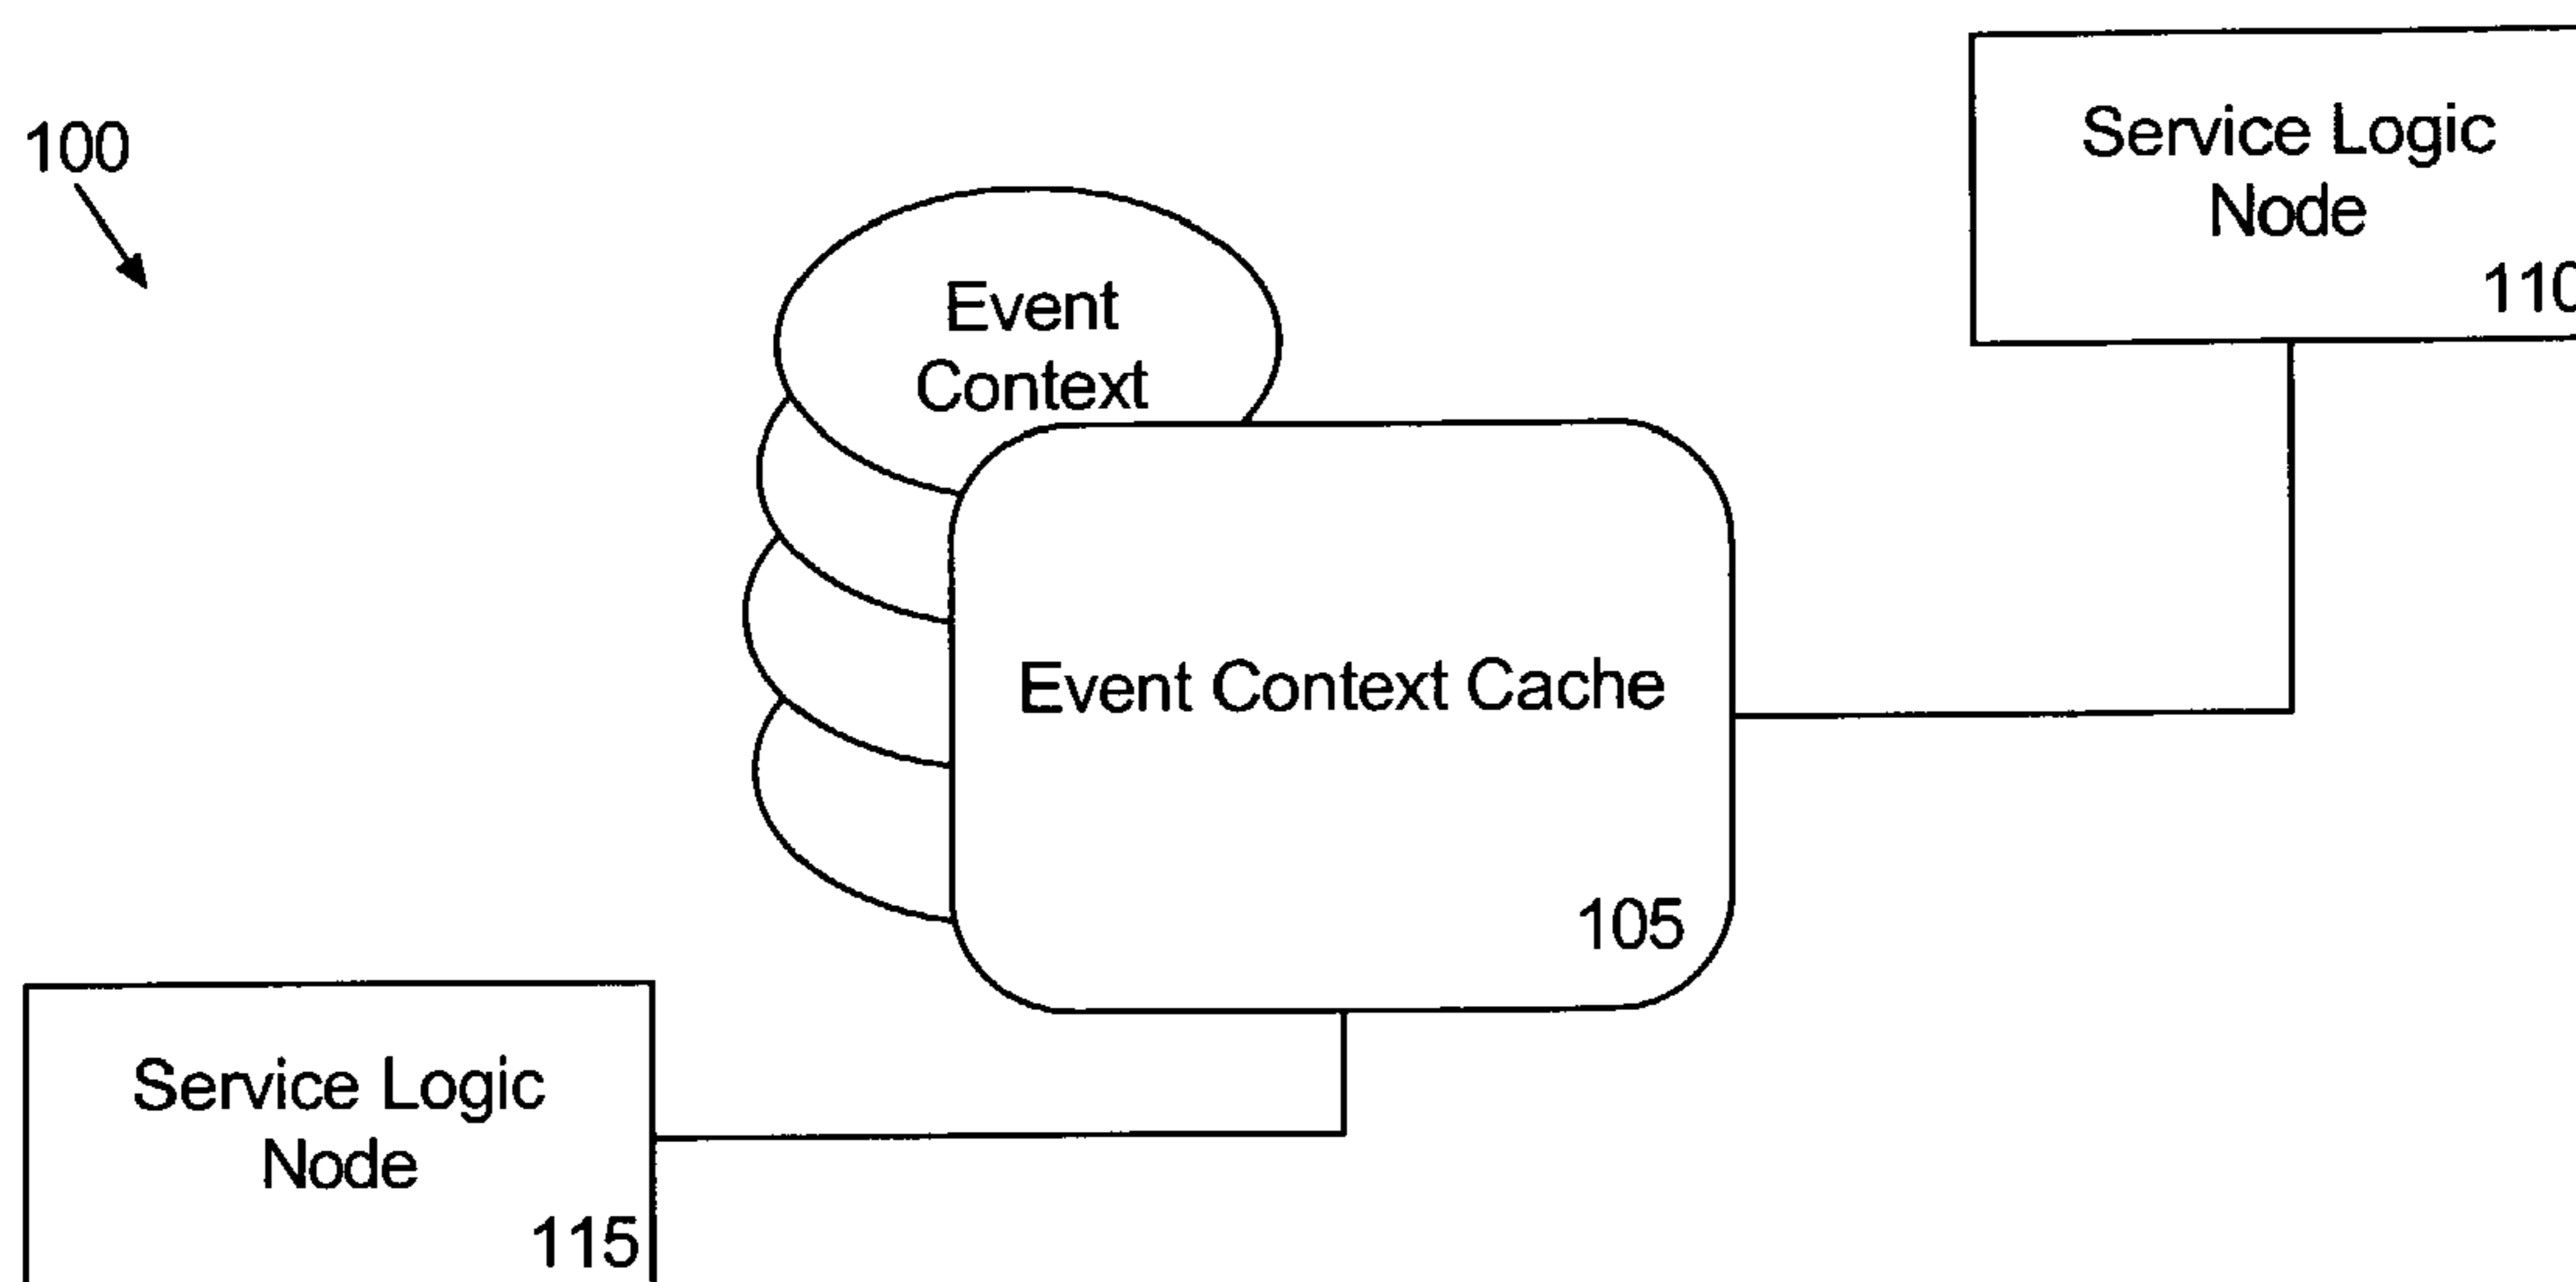 100
Service Logic
Node
110
Event
Context
Event Context Cache
105
Service Logic
Node
115